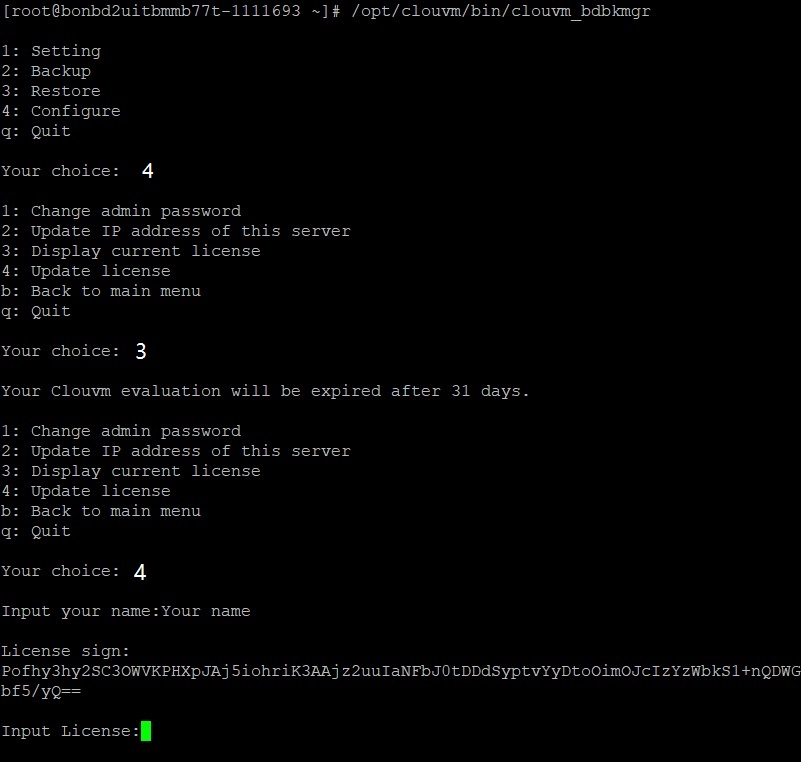 [root@bonbd2uitbmmb77t-1111693 ~]# /opt/clouvm/bin/clouvm_bdbkmgr
1: Setting
2: Backup
3: Restore
4: Configure
q: Quit
Your choice: 4
1: Change admin password
2: Update IP address of this server
3: Display current license
4: Update license
b: Back to main menu
q: Quit
Your choice: 3
Your Clouvm evaluation will be expired after 31 days.
1: Change admin password
2: Update IP address of this server
3: Display current license
4: Update license
b: Back to main menu
q: Quit
Your choice: 4
Input your name:Your name
License sign:
Pofhy3hy2SC3OWVKPHXpJAj5iohriK3AAjz2uuIaNFbJ0tDDdSyptvYyDtoOimOJcIzYzWbkS1+nQDWG
bf5/yQ==
Input License: